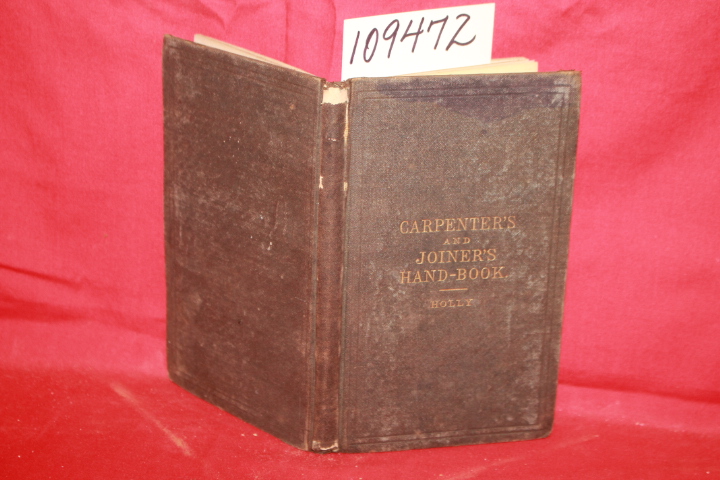 109472
CARPENTER'S
AND
JOINER'S
HAND-BOOK.
HOLLY